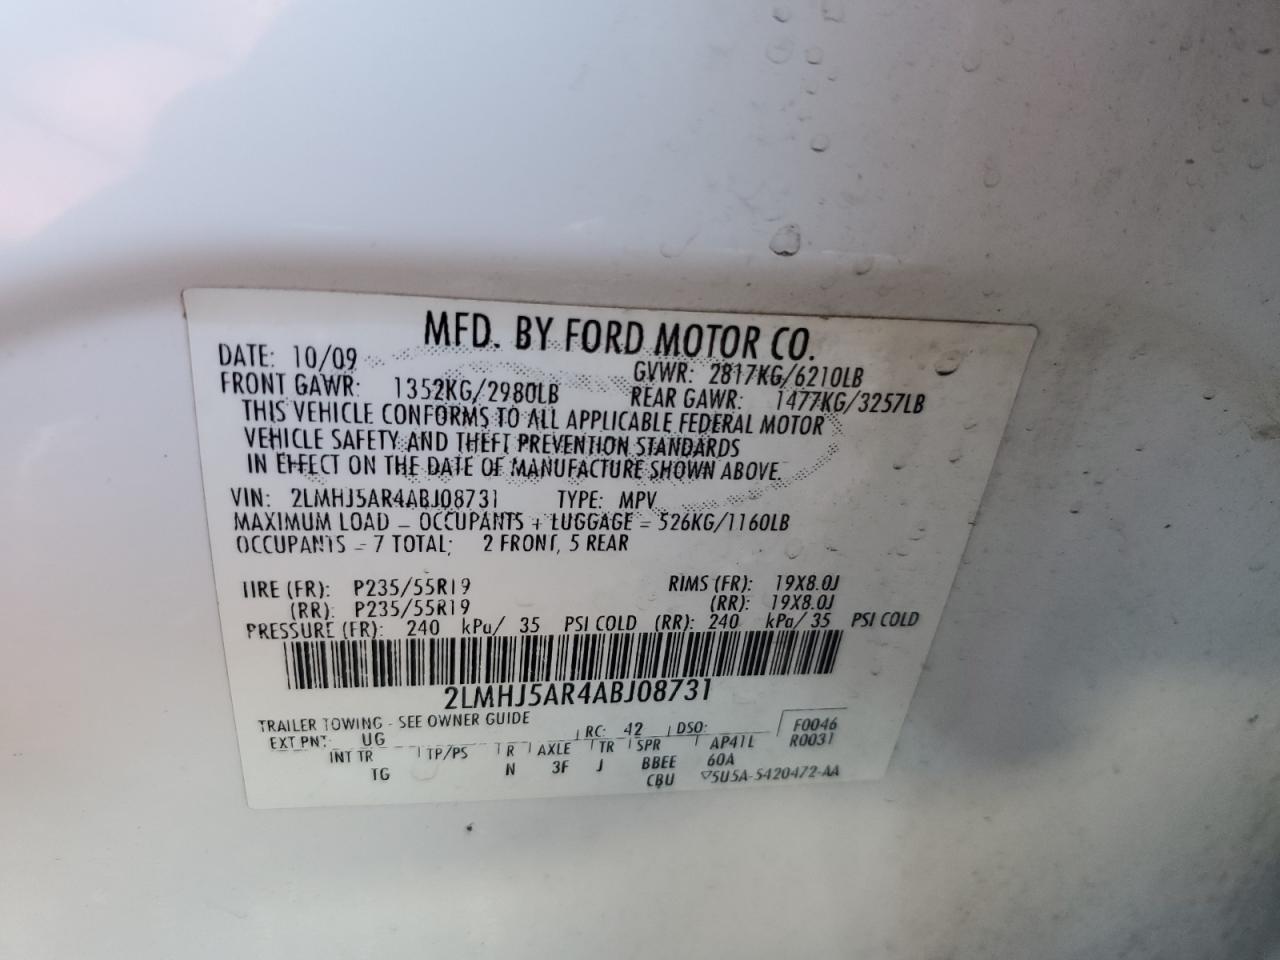 MFD. BY FORD MOTOR CO.
DATE: 10/09 GVWR: 2817KG/6210LB
FRONT GAWR: 1352KG/2980LB REAR GAWR: 1477KG/3257LB
THIS VEHICLE CONFORMS TO ALL APPLICABLE FEDERAL MOTOR
VEHICLE SAFETY AND THEFT PREVENTION STANDARDS
IN EFFECT ON THE DATE OF MANUFACTURE SHOWN ABOVE.
VIN: 2LMHJ5AR4ABJ08731 TYPE: MPV
MAXIMUM LOAD - OCCUPANTS + LUGGAGE = 526KG/1160LB
OCCUPANTS - 7 TOTAL; 2 FRONT, 5 REAR
TIRE (FR): P235/55R19 RIMS (FR): 19X8.0J
(RR): P235/55R19 (RR): 19X8.0J
PRESSURE (FR): 240 kPa/ 35 PSI COLD (RR): 240 kPa/ 35 PSI COLD
2LMHJ5AR4ABJ08731
TRAILER TOWING - SEE OWNER GUIDE
EXT PNT: UG RC: 42 DSO: F0046
INT TR TP/PS R AXLE TR SPR AP41L R0031
TG N 3F J BBEE 60A
CBU 5U5A-5420472-AA